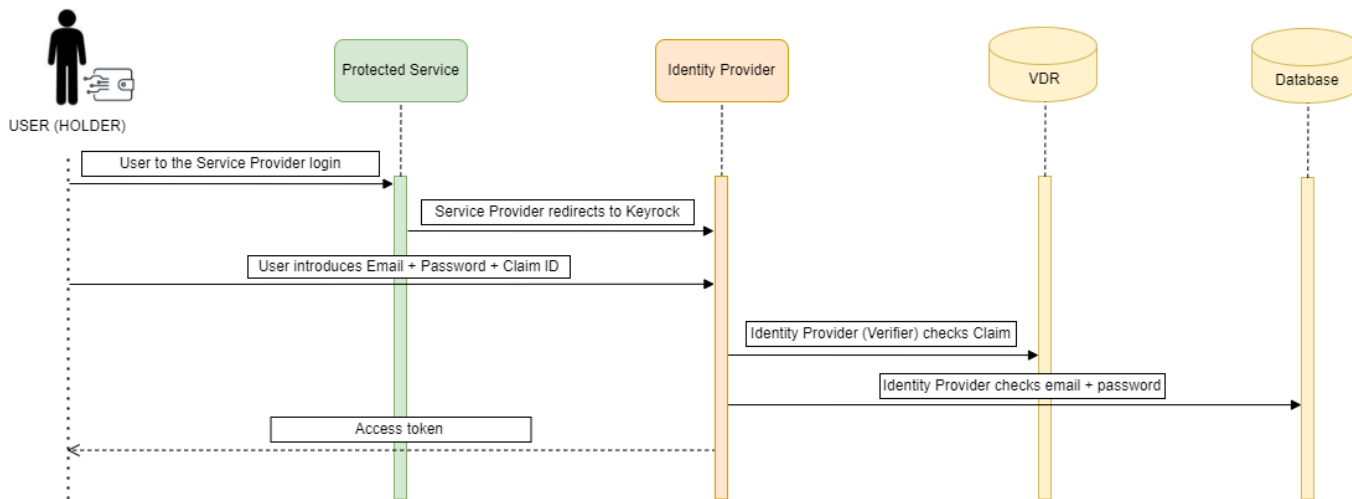 Protected Service
Identity Provider
VDR
Database
USER (HOLDER)
User to the Service Provider login
Service Provider redirects to Keyrock
User introduces Email + Password + Claim ID
Identity Provider (Verifier) checks Claim
Identity Provider checks email + password
Access token